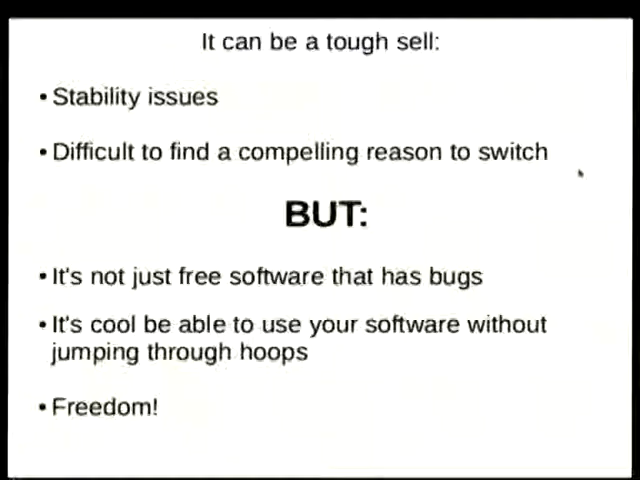 It can be a tough sell:
• Stability issues
• Difficult to find a compelling reason to switch
BUT:
• It's not just free software that has bugs
• It's cool be able to use your software without
jumping through hoops
• Freedom!